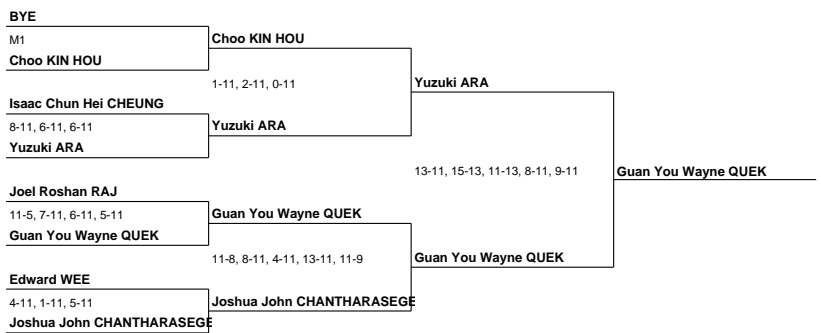 BYE
M1
Choo KIN HOU
Choo KIN HOU
1-11, 2-11, 0-11
Isaac Chun Hei CHEUNG
8-11, 6-11, 6-11
Yuzuki ARA
Yuzuki ARA
Yuzuki ARA
13-11, 15-13, 11-13, 8-11, 9-11
Guan You Wayne QUEK
Joel Roshan RAJ
11-5, 7-11, 6-11, 5-11
Guan You Wayne QUEK
Guan You Wayne QUEK
11-8, 8-11, 4-11, 13-11, 11-9
Guan You Wayne QUEK
Edward WEE
4-11, 1-11, 5-11
Joshua John CHANTHARASEGE
Joshua John CHANTHARASEGE